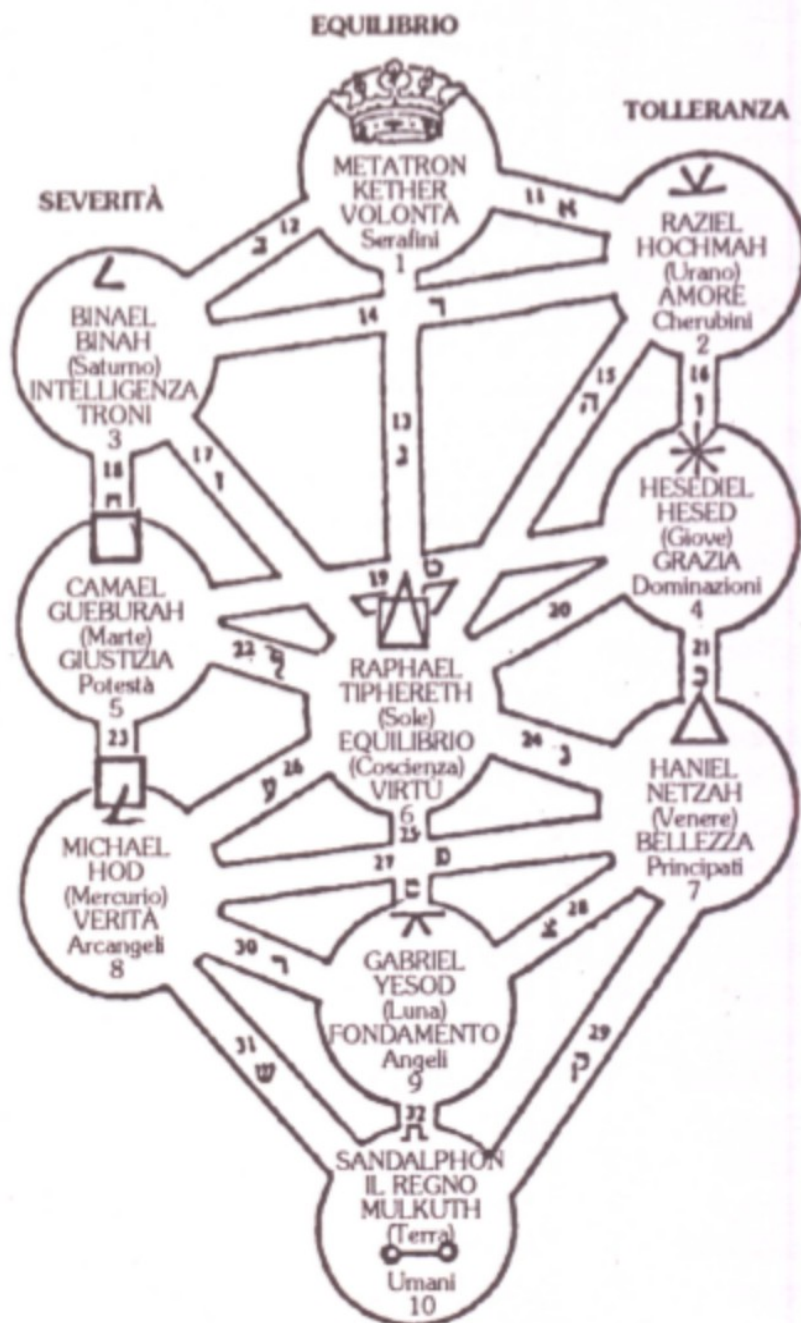 EQUILIBRIO
TOLLERANZA
SEVERITÀ
METATRON
KETHER
VOLONTÀ
Serafini
1
11
א
12
ב
RAZIEL
HOCHMAH
(Urano)
AMORE
Cherubini
2
BINAEL
BINAH
(Saturno)
INTELLIGENZA
TRONI
3
14
ד
13
ג
15
ה
16
ו
17
ז
18
ח
HESEDIEL
HESED
(Giove)
GRAZIA
Dominazioni
4
19
ט
20
CAMAEL
GUEBURAH
(Marte)
GIUSTIZIA
Potestà
5
RAPHAEL
TIPHERETH
(Sole)
EQUILIBRIO
(Coscienza)
VIRTÙ
6
21
22
23
24
נ
25
26
ע
27
HANIEL
NETZAH
(Venere)
BELLEZZA
Principati
7
MICHAEL
HOD
(Mercurio)
VERITÀ
Arcangeli
8
28
צ
30
ר
GABRIEL
YESOD
(Luna)
FONDAMENTO
Angeli
9
29
31
ש
32
SANDALPHON
IL REGNO
MULKUTH
(Terra)
Umani
10